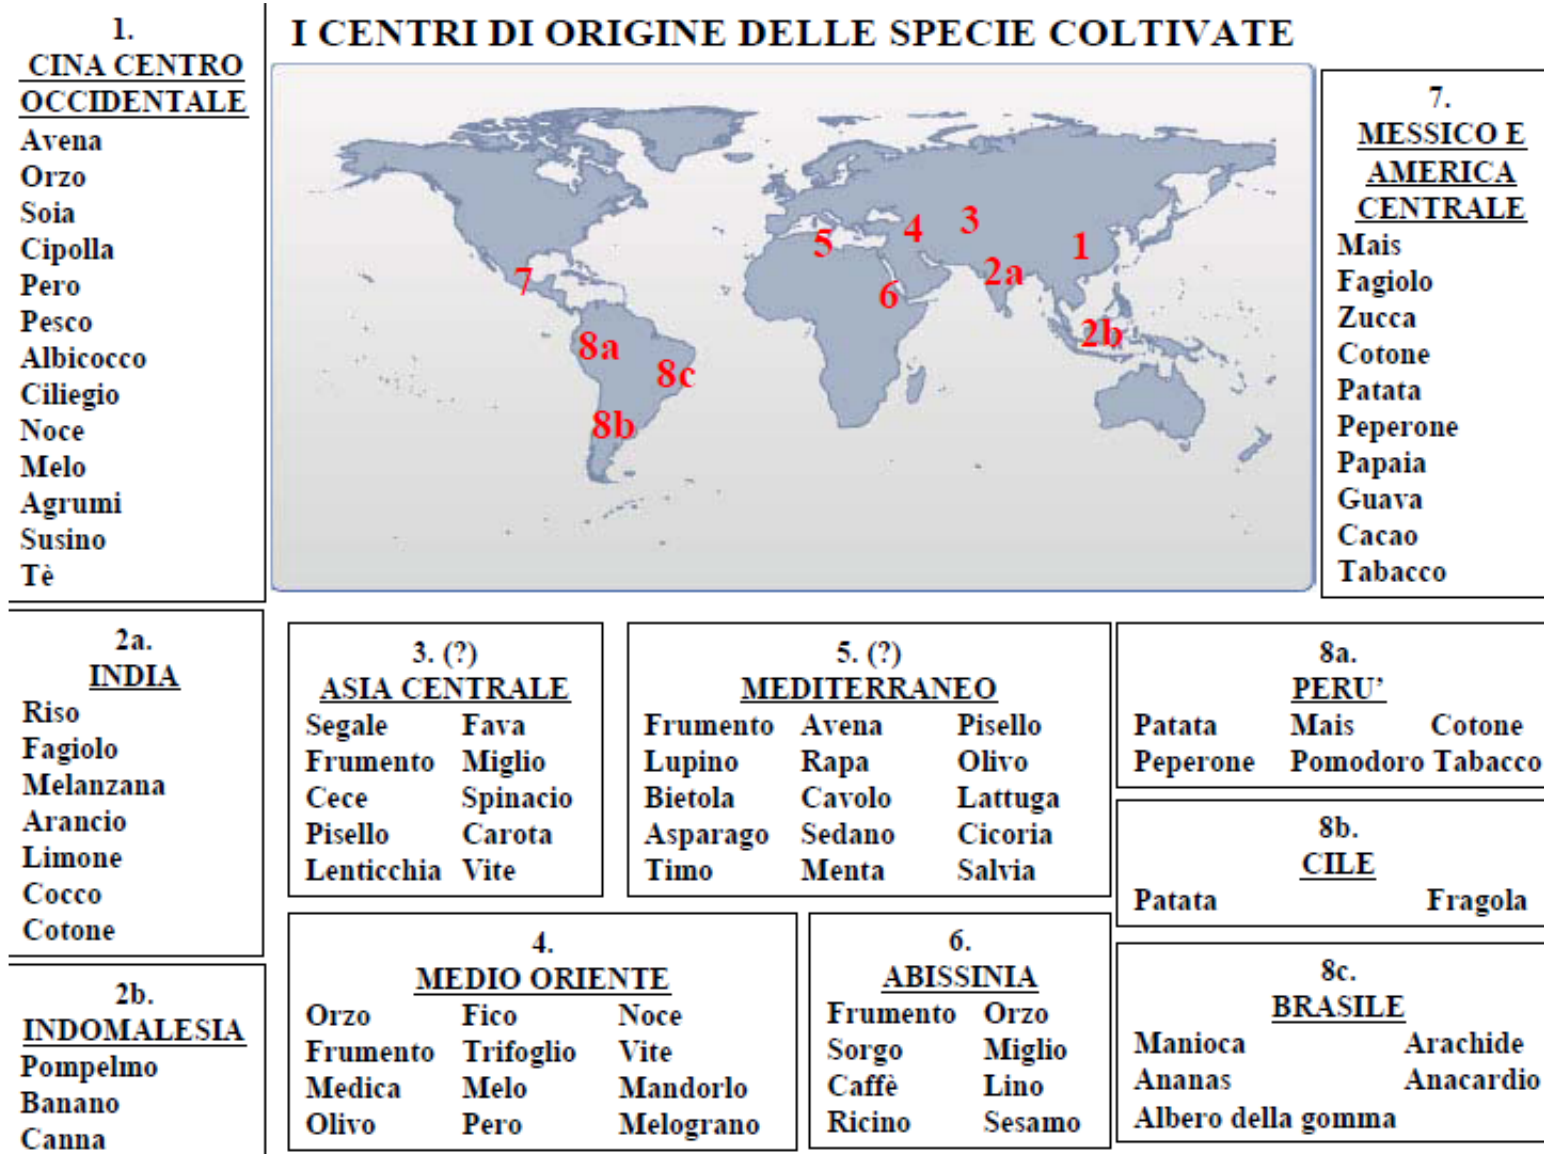 I CENTRI DI ORIGINE DELLE SPECIE COLTIVATE
1.
CINA CENTRO
OCCIDENTALE
Avena
Orzo
Soia
Cipolla
Pero
Pesco
Albicocco
Ciliegio
Noce
Melo
Agrumi
Susino
Tè
1
2a
2b
3
4
5
6
7
8a
8b
8c
7.
MESSICO E
AMERICA
CENTRALE
Mais
Fagiolo
Zucca
Cotone
Patata
Peperone
Papaia
Guava
Cacao
Tabacco
2a.
INDIA
Riso
Fagiolo
Melanzana
Arancio
Limone
Cocco
Cotone
2b.
INDOMALESIA
Pompelmo
Banano
Canna
3. (?)
ASIA CENTRALE
Segale Fava
Frumento Miglio
Cece Spinacio
Pisello Carota
Lenticchia Vite
5. (?)
MEDITERRANEO
Frumento Avena Pisello
Lupino Rapa Olivo
Bietola Cavolo Lattuga
Asparago Sedano Cicoria
Timo Menta Salvia
4.
MEDIO ORIENTE
Orzo Fico Noce
Frumento Trifoglio Vite
Medica Melo Mandorlo
Olivo Pero Melograno
6.
ABISSINIA
Frumento Orzo
Sorgo Miglio
Caffè Lino
Ricino Sesamo
8a.
PERU'
Patata Mais Cotone
Peperone Pomodoro Tabacco
8b.
CILE
Patata Fragola
8c.
BRASILE
Manioca Arachide
Ananas Anacardio
Albero della gomma